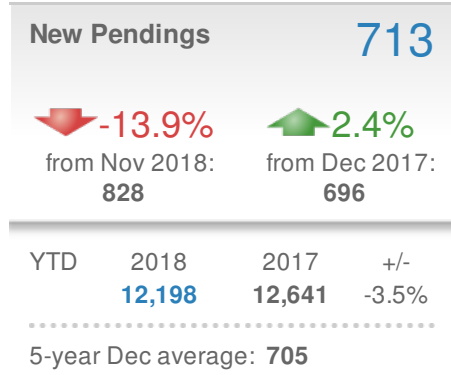 New Pendings 713
-13.9% 2.4%
from Nov 2018: from Dec 2017:
828 696
YTD 2018 2017 +/-
12,198 12,641 -3.5%
5-year Dec average: 705